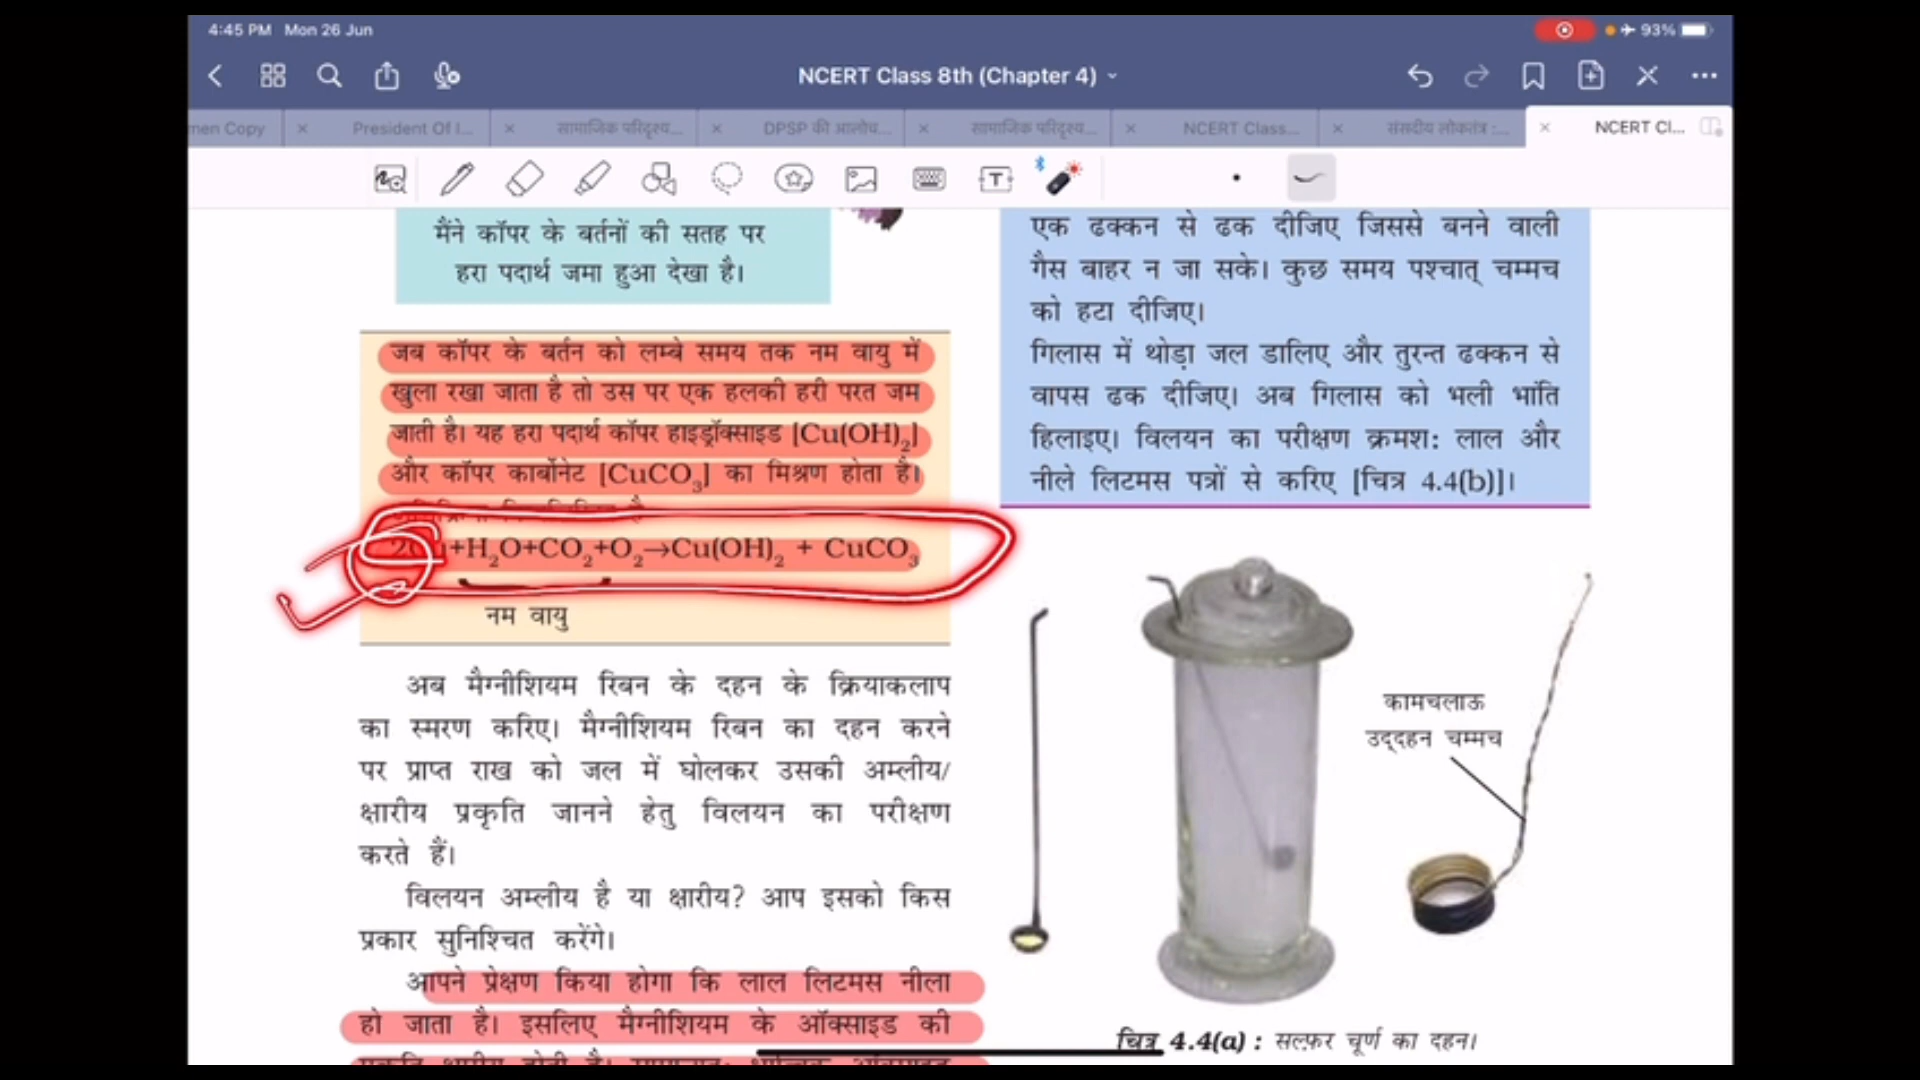 4:45 PM Mon 26 Jun
93%
NCERT Class 8th (Chapter 4)
men Copy
President Of I...
सामाजिक परिदृश्य...
DPSP की आलोच...
सामाजिक परिदृश्य...
NCERT Class...
संसदीय लोकतंत्र :...
NCERT Cl...
मैंने कॉपर के बर्तनों की सतह पर
हरा पदार्थ जमा हुआ देखा है।
जब कॉपर के बर्तन को लम्बे समय तक नम वायु में
खुला रखा जाता है तो उस पर एक हलकी हरी परत जम
जाती है। यह हरा पदार्थ कॉपर हाइड्रॉक्साइड [Cu(OH)₂]
और कॉपर कार्बोनेट [CuCO₃] का मिश्रण होता है।
है
2Cu+H₂O+CO₂+O₂→Cu(OH)₂ + CuCO₃
नम वायु
अब मैग्नीशियम रिबन के दहन के क्रियाकलाप
का स्मरण करिए। मैग्नीशियम रिबन का दहन करने
पर प्राप्त राख को जल में घोलकर उसकी अम्लीय/
क्षारीय प्रकृति जानने हेतु विलयन का परीक्षण
करते हैं।
विलयन अम्लीय है या क्षारीय? आप इसको किस
प्रकार सुनिश्चित करेंगे।
आपने प्रेक्षण किया होगा कि लाल लिटमस नीला
हो जाता है। इसलिए मैग्नीशियम के ऑक्साइड की
एक ढक्कन से ढक दीजिए जिससे बनने वाली
गैस बाहर न जा सके। कुछ समय पश्चात् चम्मच
को हटा दीजिए।
गिलास में थोड़ा जल डालिए और तुरन्त ढक्कन से
वापस ढक दीजिए। अब गिलास को भली भांति
हिलाइए। विलयन का परीक्षण क्रमश: लाल और
नीले लिटमस पत्रों से करिए [चित्र 4.4(b)]।
कामचलाऊ
उद्दहन चम्मच
चित्र 4.4(a) : सल्फ़र चूर्ण का दहन।